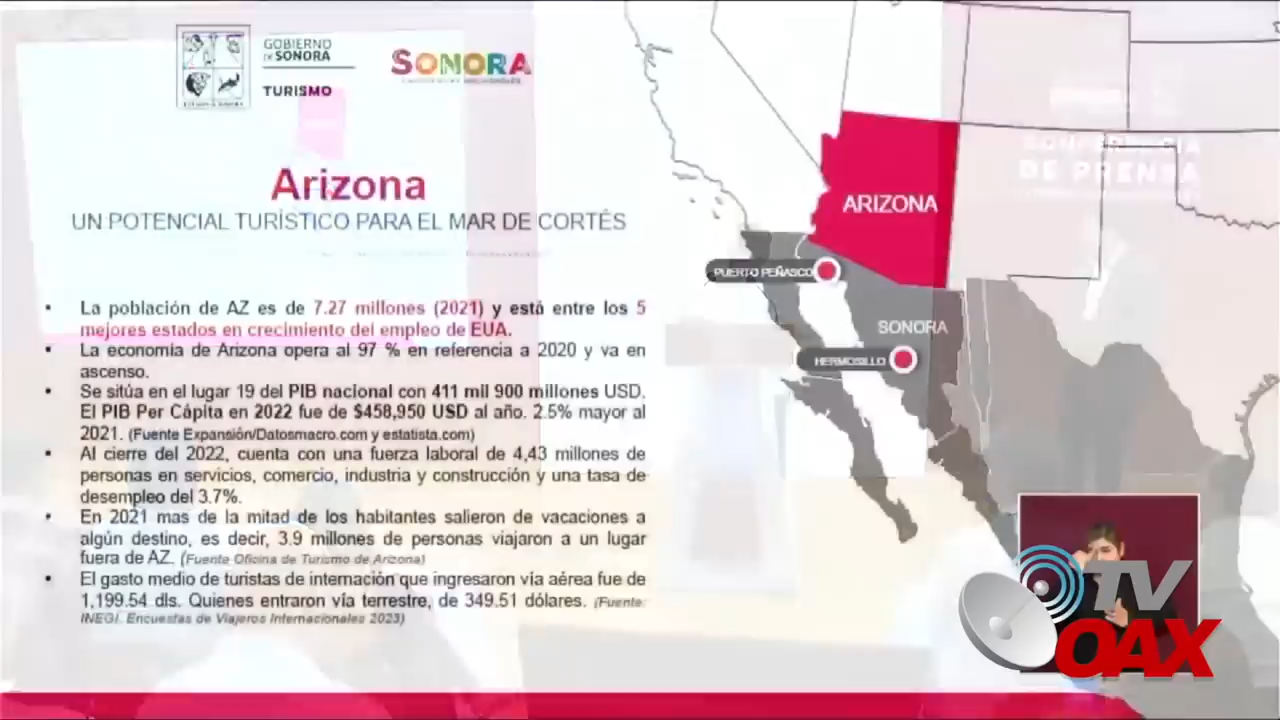 GOBIERNO
DE SONORA
TURISMO
SONORA
Arizona
UN POTENCIAL TURÍSTICO PARA EL MAR DE CORTÉS
• La población de AZ es de 7.27 millones (2021) y está entre los 5
mejores estados en crecimiento del empleo de EUA.
• La economía de Arizona opera al 97 % en referencia a 2020 y va en
ascenso.
• Se sitúa en el lugar 19 del PIB nacional con 411 mil 900 millones USD.
El PIB Per Cápita en 2022 fue de $458,950 USD al año. 2.5% mayor al
2021. (Fuente Expansión/Datosmacro.com y estatista.com)
• Al cierre del 2022, cuenta con una fuerza laboral de 4,43 millones de
personas en servicios, comercio, industria y construcción y una tasa de
desempleo del 3.7%.
• En 2021 mas de la mitad de los habitantes salieron de vacaciones a
algún destino, es decir, 3.9 millones de personas viajaron a un lugar
fuera de AZ. (Fuente Oficina de Turismo de Arizona)
• El gasto medio de turistas de internación que ingresaron vía aérea fue de
1,199.54 dls. Quienes entraron vía terrestre, de 349.51 dólares. (Fuente:
INEGI. Encuestas de Viajeros Internacionales 2023)
ARIZONA
PUERTO PEÑASCO
SONORA
HERMOSILLO
CONFERENCIA
DE PRENSA
TV
OAX